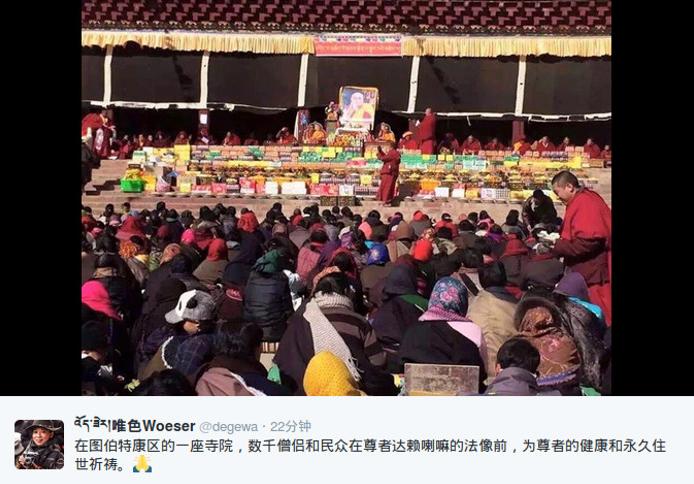 འོད་ཟེར།唯色Woeser @degewa · 22分钟
在图伯特康区的一座寺院，数千僧侣和民众在尊者达赖喇嘛的法像前，为尊者的健康和永久住
世祈祷。🙏